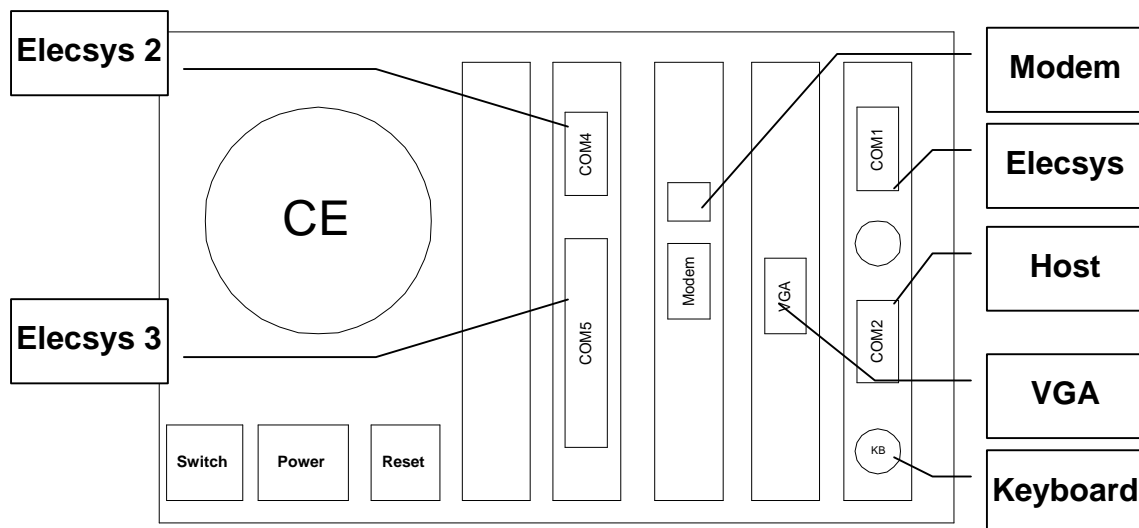 Elecsys 2
Modem
COM4
COM1
Elecsys
CE
Host
Modem
VGA
Elecsys 3
COM5
COM2
VGA
Switch
Power
Reset
KB
Keyboard